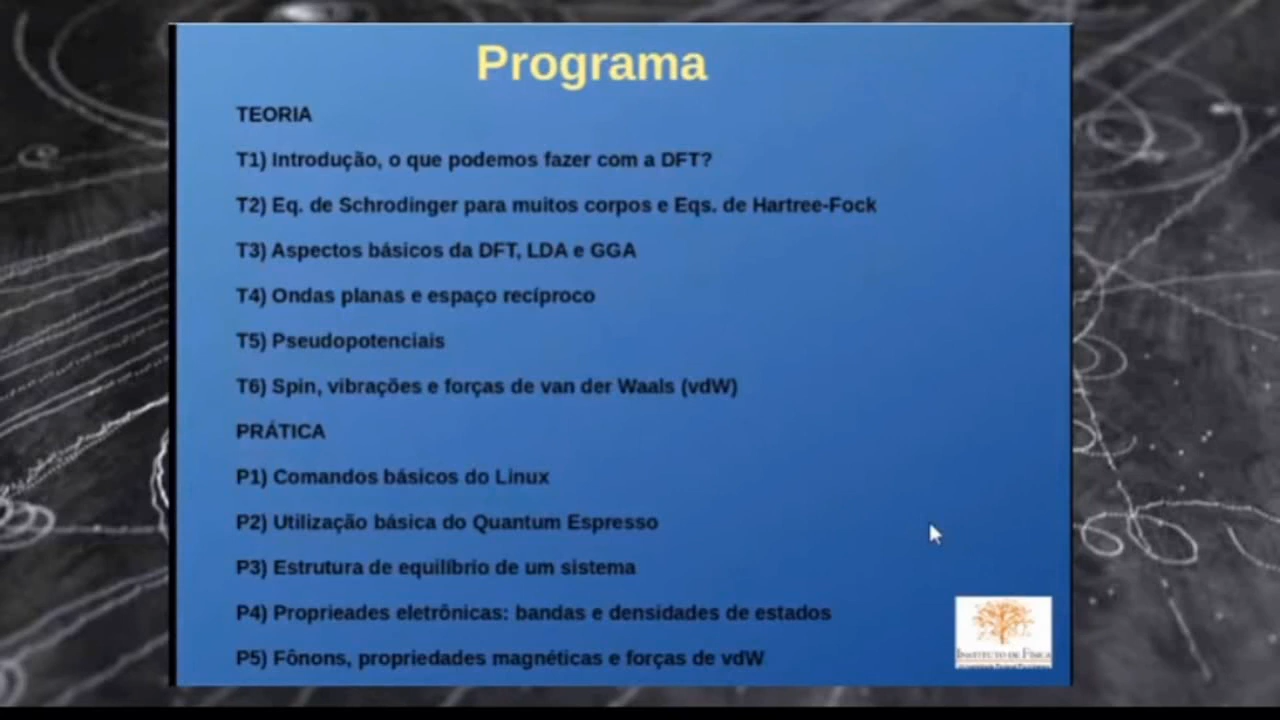 Programa
TEORIA
T1) Introdução, o que podemos fazer com a DFT?
T2) Eq. de Schrodinger para muitos corpos e Eqs. de Hartree-Fock
T3) Aspectos básicos da DFT, LDA e GGA
T4) Ondas planas e espaço recíproco
T5) Pseudopotenciais
T6) Spin, vibrações e forças de van der Waals (vdW)
PRÁTICA
P1) Comandos básicos do Linux
P2) Utilização básica do Quantum Espresso
P3) Estrutura de equilíbrio de um sistema
P4) Proprieades eletrônicas: bandas e densidades de estados
P5) Fônons, propriedades magnéticas e forças de vdW
INSTITUTO DE FÍSICA